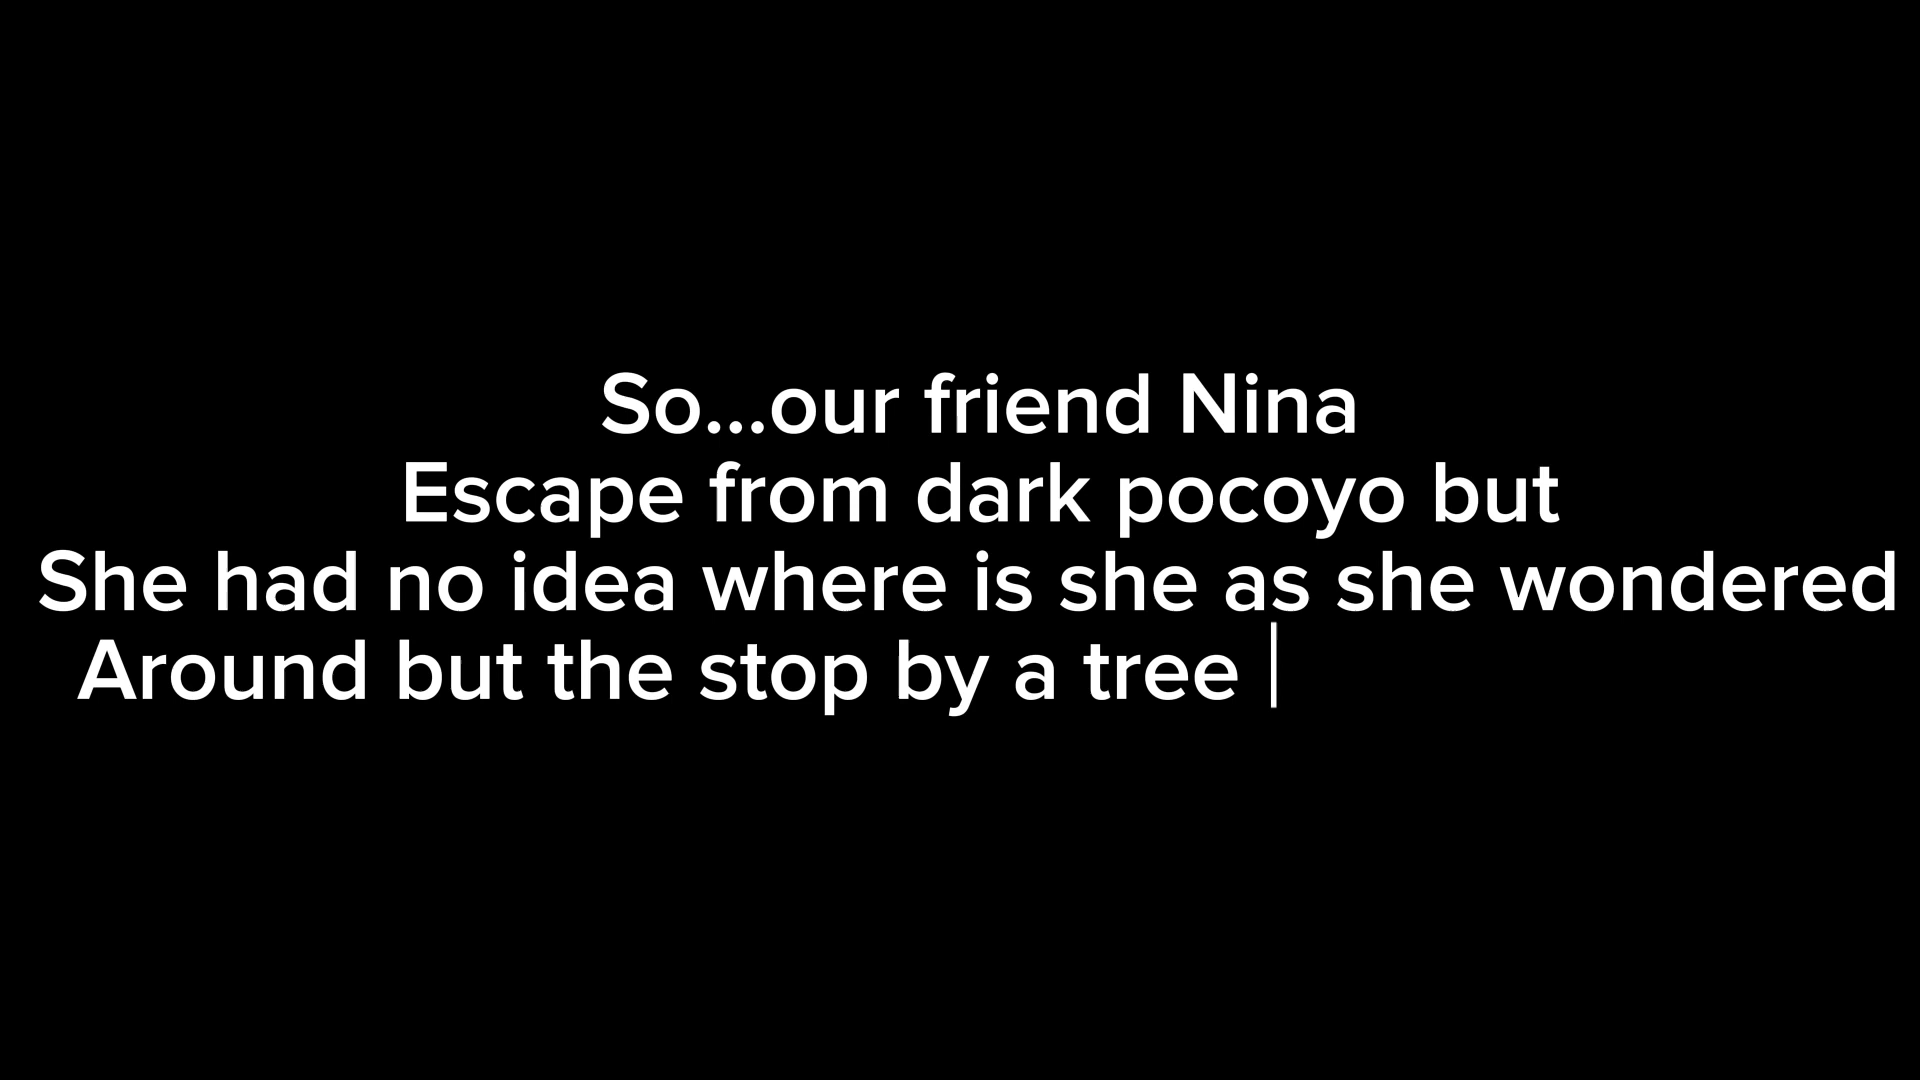 So...our friend Nina
Escape from dark pocoyo but
She had no idea where is she as she wondered
Around but the stop by a tree